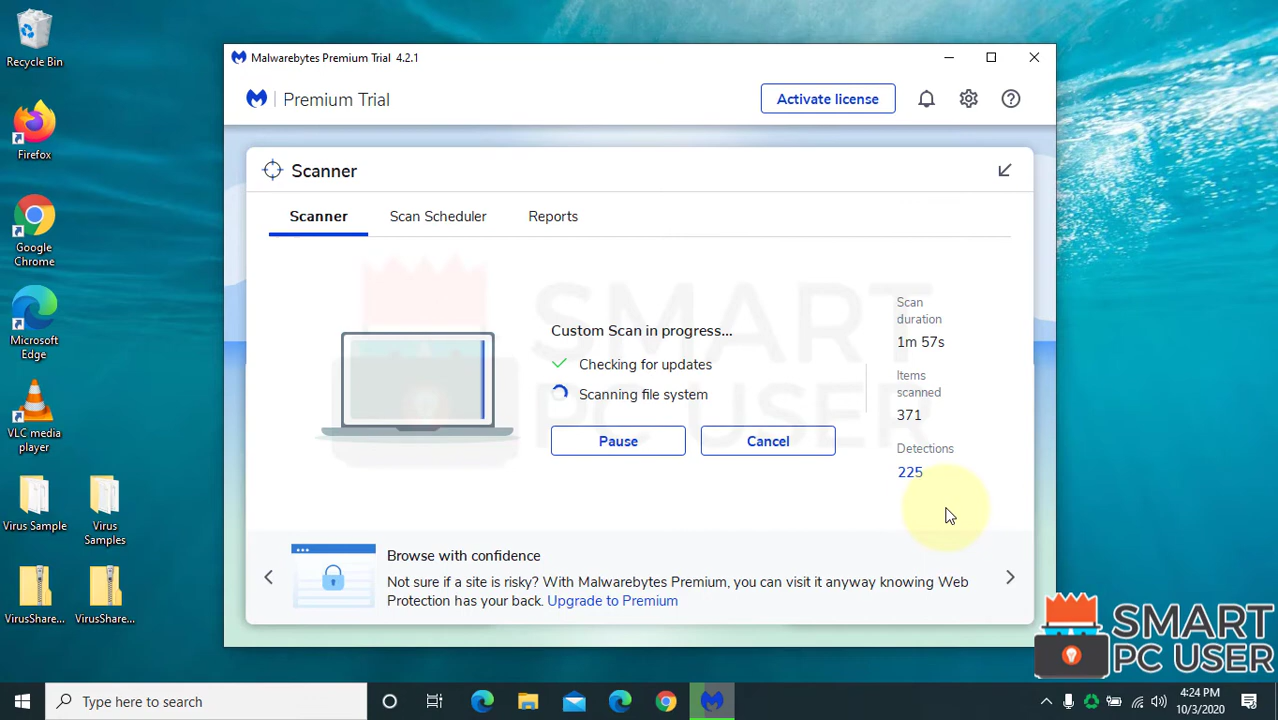 Recycle Bin
Firefox
Google
Chrome
Microsoft
Edge
VLC media
player
Virus Sample
Virus
Samples
VirusShare...
VirusShare...
Malwarebytes Premium Trial 4.2.1
Premium Trial
Activate license
Scanner
Scanner
Scan Scheduler
Reports
SMART
PC USER
Custom Scan in progress...
Checking for updates
Scanning file system
Pause
Cancel
Scan
duration
1m 57s
Items
scanned
371
Detections
225
Browse with confidence
Not sure if a site is risky? With Malwarebytes Premium, you can visit it anyway knowing Web
Protection has your back. Upgrade to Premium
SMART
PC USER
Type here to search
4:24 PM
10/3/2020